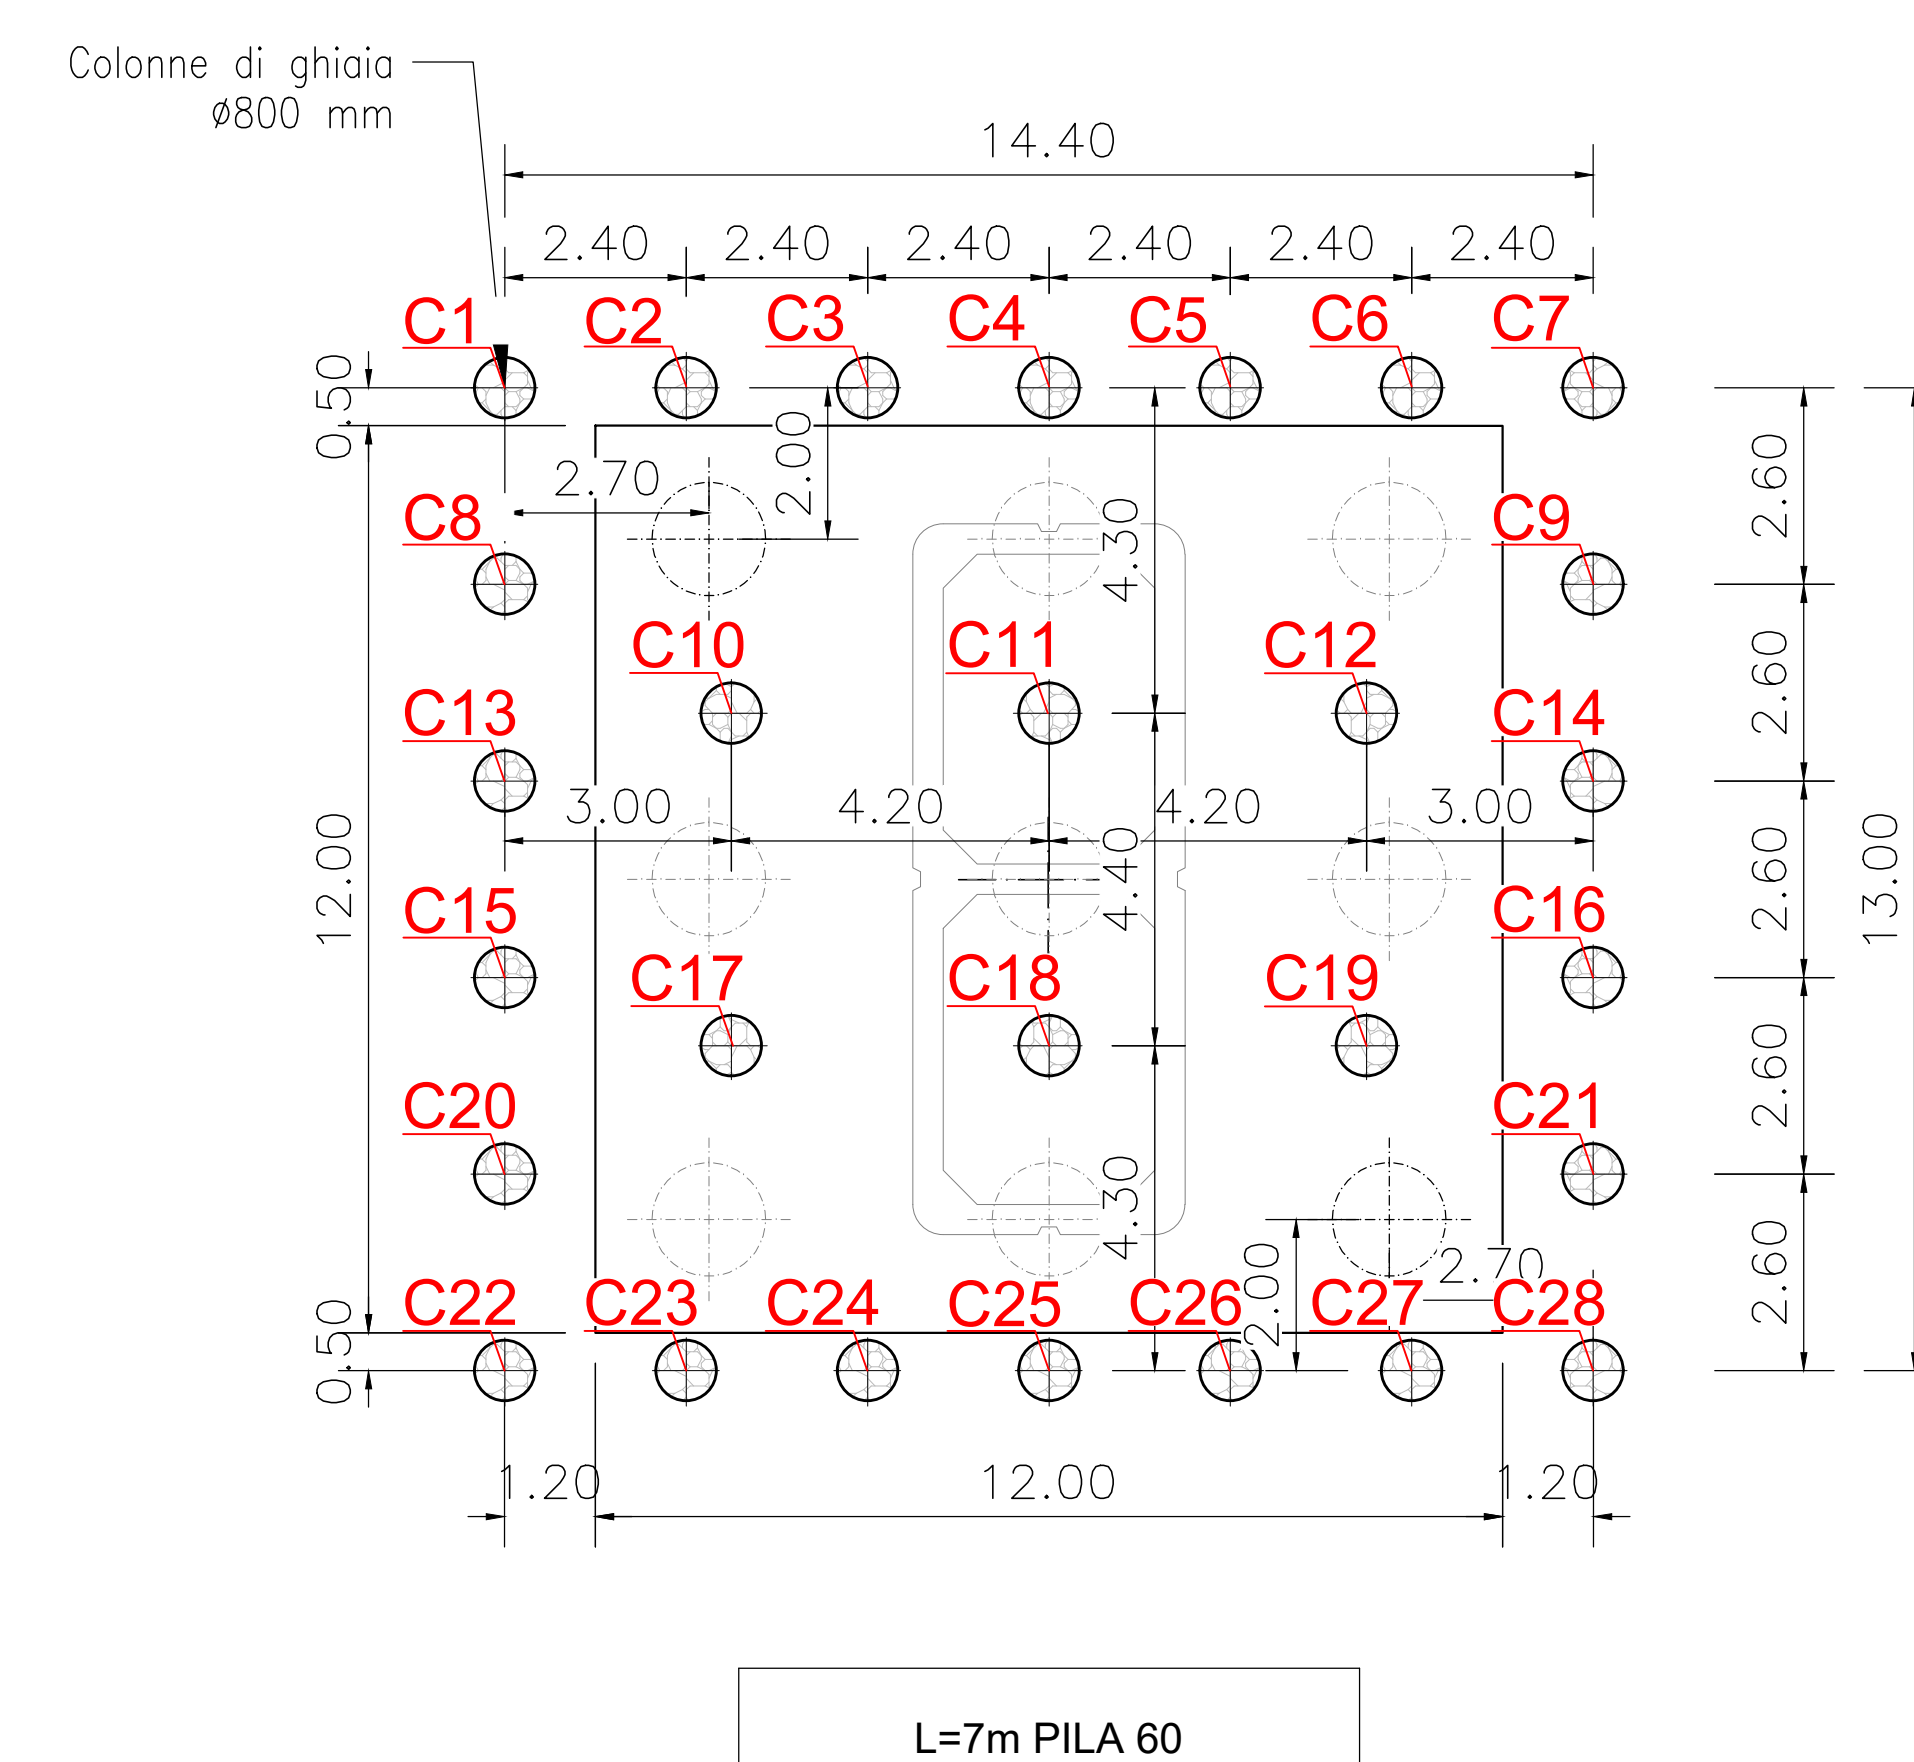 Colonne di ghiaia
ø800 mm
14.40
2.40 2.40 2.40 2.40 2.40 2.40
C1 C2 C3 C4 C5 C6 C7
0.50
2.00
2.70
4.30
2.60
C8 C9
C10 C11 C12
2.60
C13 C14
3.00 4.20 4.20 3.00
12.00
4.40
2.60
13.00
C15 C16
C17 C18 C19
2.60
C20 C21
4.30
2.00
2.70
2.60
C22 C23 C24 C25 C26 C27 C28
0.50
1.20 12.00 1.20
L=7m PILA 60